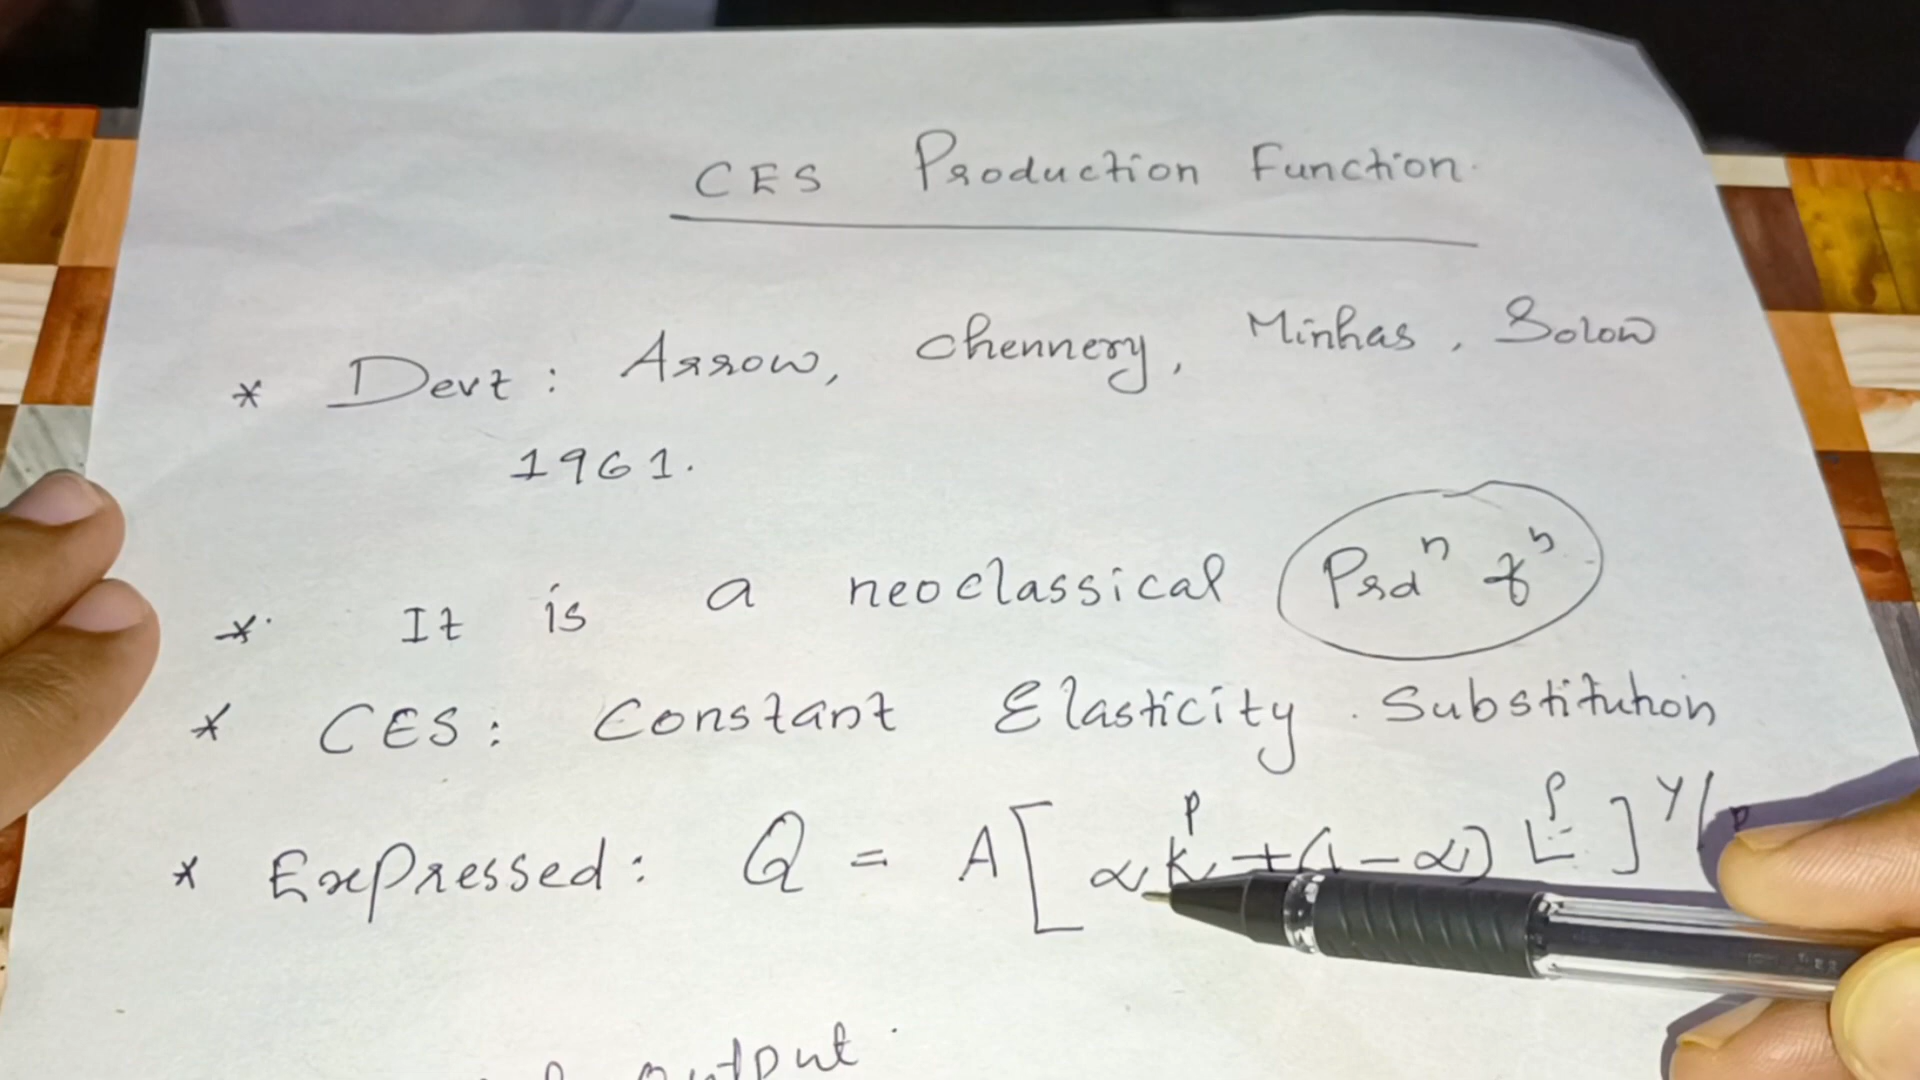 CES Production Function.
* Devt: Arrow, Chennery, Minhas, Solow
1961.
* It is a neoclassical Prdⁿ fⁿ
* CES: Constant Elasticity Substitution
* Expressed: Q = A[αK^ρ+(1-α)L^ρ]^γ/ρ
output